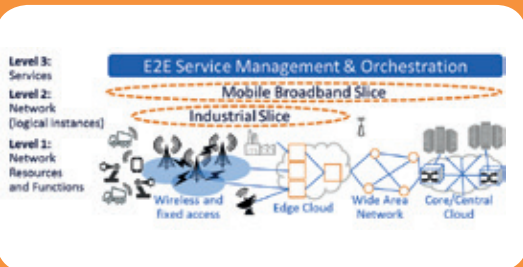 Level 3:
Services
E2E Service Management & Orchestration
Level 2:
Network
(logical instances)
Mobile Broadband Slice
Industrial Slice
Level 1:
Network
Resources
and Functions
Wireless and
fixed access
Edge Cloud
Wide Area
Network
Core/Central
Cloud